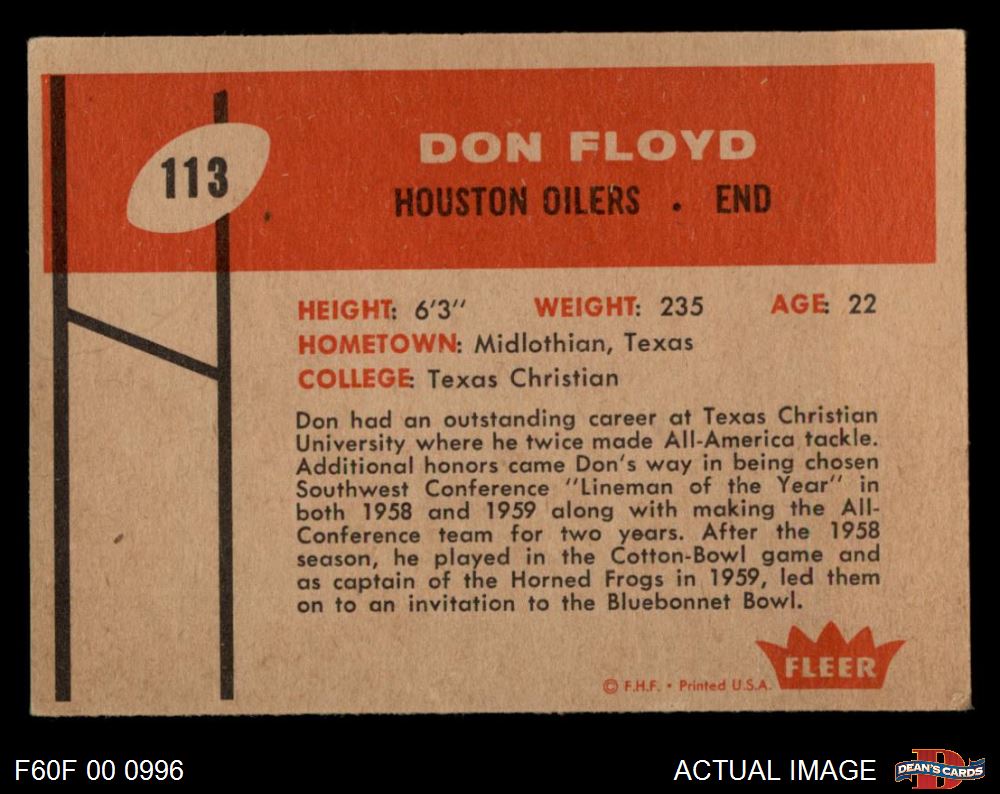 113
DON FLOYD
HOUSTON OILERS . END
HEIGHT: 6'3" WEIGHT: 235 AGE: 22
HOMETOWN: Midlothian, Texas
COLLEGE: Texas Christian
Don had an outstanding career at Texas Christian
University where he twice made All-America tackle.
Additional honors came Don's way in being chosen
Southwest Conference "Lineman of the Year" in
both 1958 and 1959 along with making the All-
Conference team for two years. After the 1958
season, he played in the Cotton-Bowl game and
as captain of the Horned Frogs in 1959, led them
on to an invitation to the Bluebonnet Bowl.
FLEER
© F.H.F. • Printed U.S.A.
F60F 00 0996
ACTUAL IMAGE
D
DEAN'S CARDS